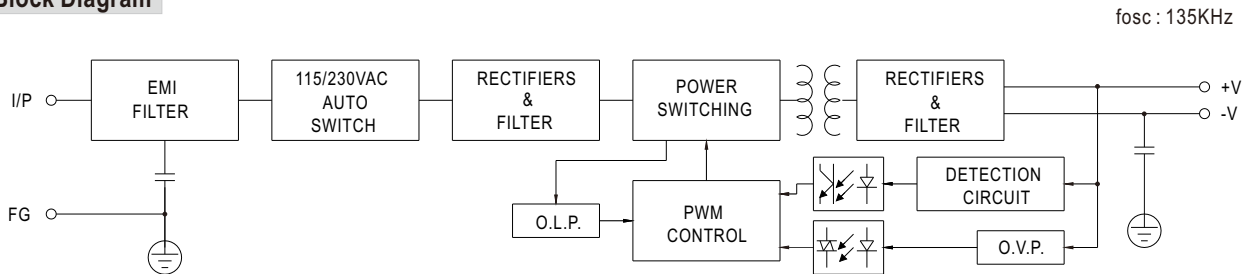 Block Diagram
fosc : 135KHz
I/P
EMI
FILTER
115/230VAC
AUTO
SWITCH
RECTIFIERS
&
FILTER
POWER
SWITCHING
RECTIFIERS
&
FILTER
+V
-V
FG
O.L.P.
PWM
CONTROL
DETECTION
CIRCUIT
O.V.P.